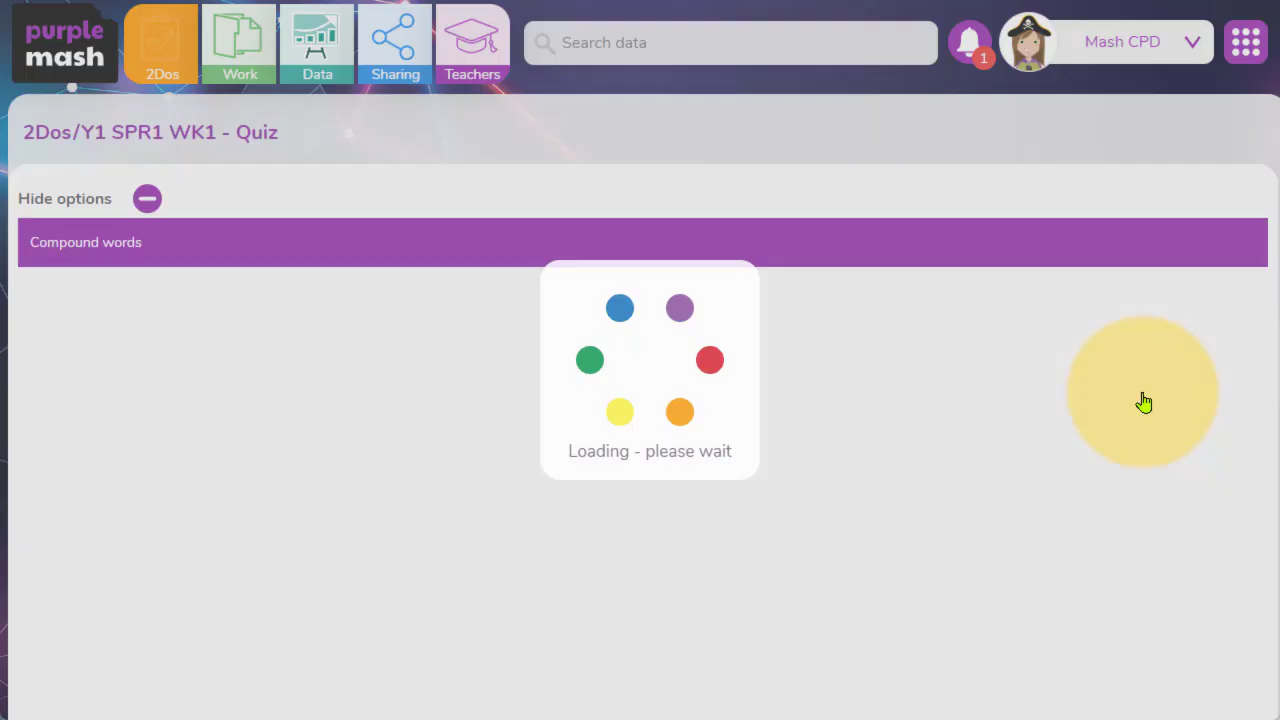 purple
mash
2Dos
Work
Data
Sharing
Teachers
Search data
1
Mash CPD
2Dos/Y1 SPR1 WK1 - Quiz
Hide options
Compound words
Loading - please wait